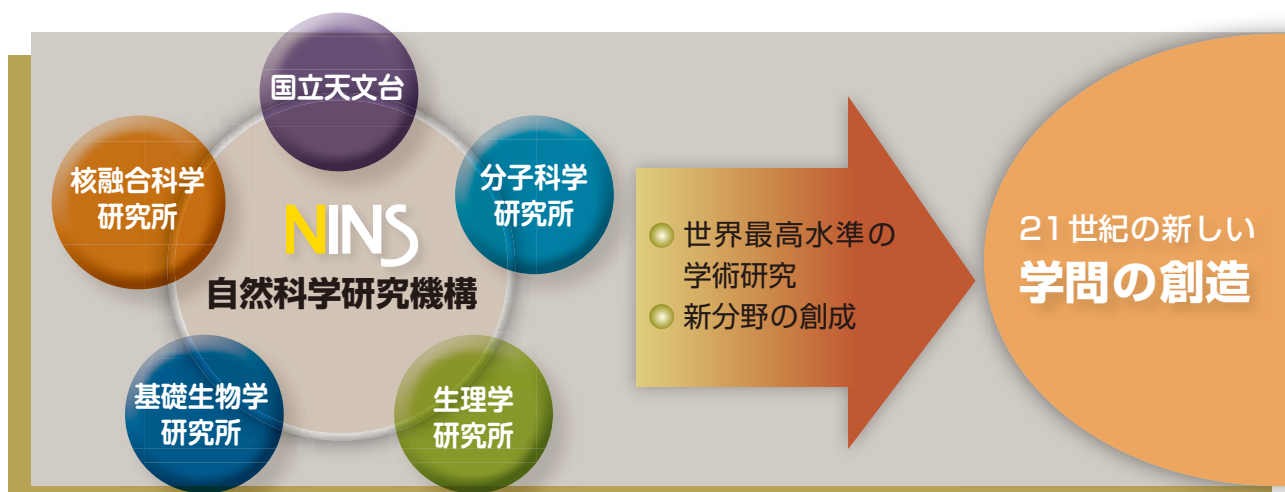 国立天文台
核融合科学
研究所
分子科学
研究所
NINS
自然科学研究機構
基礎生物学
研究所
生理学
研究所
世界最高水準の
学術研究
新分野の創成
21世紀の新しい
学問の創造